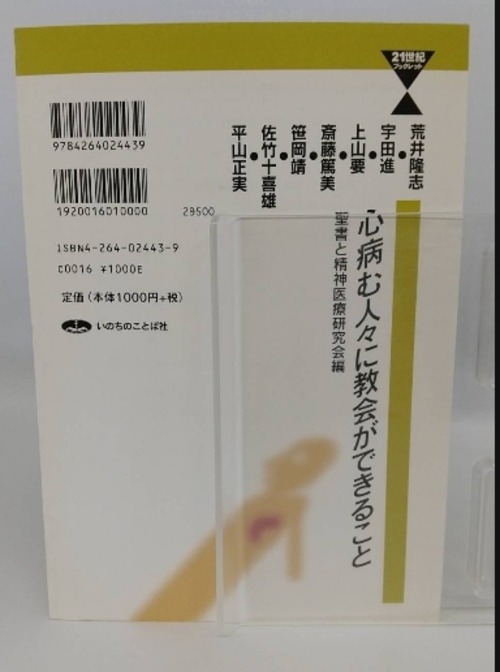 21世紀
ブックレット
荒井隆志●
宇田進●
上山要●
斎藤篤美●
笹岡靖●
佐竹十喜雄●
平山正実
心病む人々に教会ができること
聖書と精神医療研究会編
9784264024439
1920016010000
28500
ISBN4-264-02443-9
C0016 ¥1000E
定価（本体1000円+税）
いのちのことば社